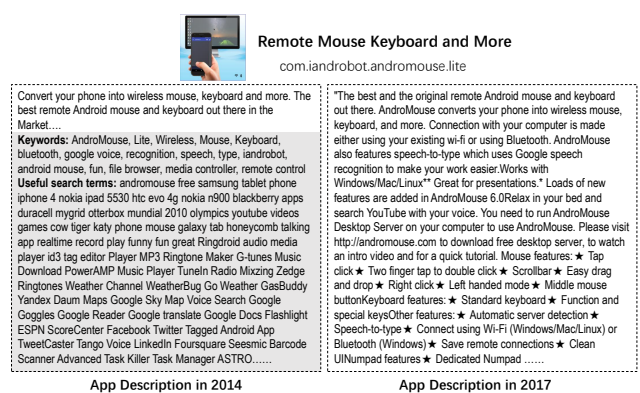 Remote Mouse Keyboard and More
com.iandrobot.andromouse.lite
Convert your phone into wireless mouse, keyboard and more. The
best remote Android mouse and keyboard out there in the
Market….
Keywords: AndroMouse, Lite, Wireless, Mouse, Keyboard,
bluetooth, google voice, recognition, speech, type, iandrobot,
android mouse, fun, file browser, media controller, remote control
Useful search terms: andromouse free samsung tablet phone
iphone 4 nokia ipad 5530 htc evo 4g nokia n900 blackberry apps
duracell mygrid otterbox mundial 2010 olympics youtube videos
games cow tiger katy phone mouse galaxy tab honeycomb talking
app realtime record play funny fun great Ringdroid audio media
player id3 tag editor Player MP3 Ringtone Maker G-tunes Music
Download PowerAMP Music Player TuneIn Radio Mixzing Zedge
Ringtones Weather Channel WeatherBug Go Weather GasBuddy
Yandex Daum Maps Google Sky Map Voice Search Google
Goggles Google Reader Google translate Google Docs Flashlight
ESPN ScoreCenter Facebook Twitter Tagged Android App
TweetCaster Tango Voice LinkedIn Foursquare Seesmic Barcode
Scanner Advanced Task Killer Task Manager ASTRO……
App Description in 2014
"The best and the original remote Android mouse and keyboard
out there. AndroMouse converts your phone into wireless mouse,
keyboard, and more. Connection with your computer is made
either using your existing wi-fi or using Bluetooth. AndroMouse
also features speech-to-type which uses Google speech
recognition to make your work easier.Works with
Windows/Mac/Linux** Great for presentations.* Loads of new
features are added in AndroMouse 6.0Relax in your bed and
search YouTube with your voice. You need to run AndroMouse
Desktop Server on your computer to use AndroMouse. Please visit
http://andromouse.com to download free desktop server, to watch
an intro video and for a quick tutorial. Mouse features:★ Tap
click★ Two finger tap to double click★ Scrollbar★ Easy drag
and drop★ Right click★ Left handed mode★ Middle mouse
buttonKeyboard features: ★ Standard keyboard★ Function and
special keysOther features: ★ Automatic server detection★
Speech-to-type★ Connect using Wi-Fi (Windows/Mac/Linux) or
Bluetooth (Windows)★ Save remote connections★ Clean
UINumpad features★ Dedicated Numpad ……
App Description in 2017